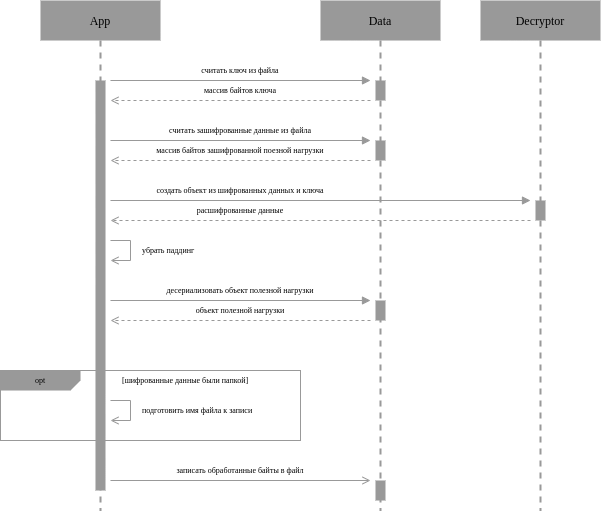 App
Data
Decryptor
считать ключ из файла
массив байтов ключа
считать зашифрованные данные из файла
массив байтов зашифрованной поезной нагрузки
создать объект из шифрованных данных и ключа
расшифрованные данные
убрать паддинг
десериализовать объект полезной нагрузки
объект полезной нагрузки
opt
[шифрованные данные были папкой]
подготовить имя файла к записи
записать обработанные байты в файл